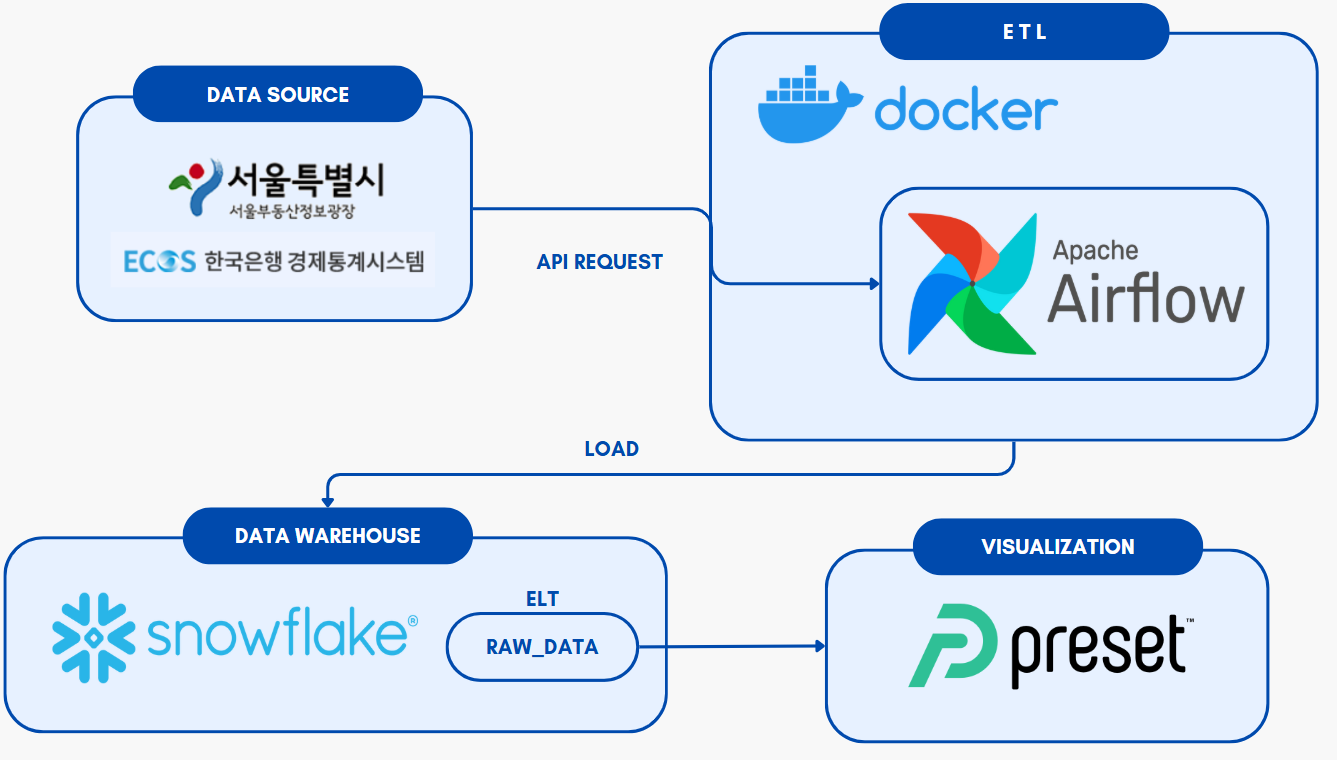 DATA SOURCE
서울특별시
서울부동산정보광장
ECOS 한국은행 경제통계시스템
API REQUEST
ETL
docker
Apache
Airflow
LOAD
DATA WAREHOUSE
snowflake®
ELT
RAW_DATA
VISUALIZATION
preset™